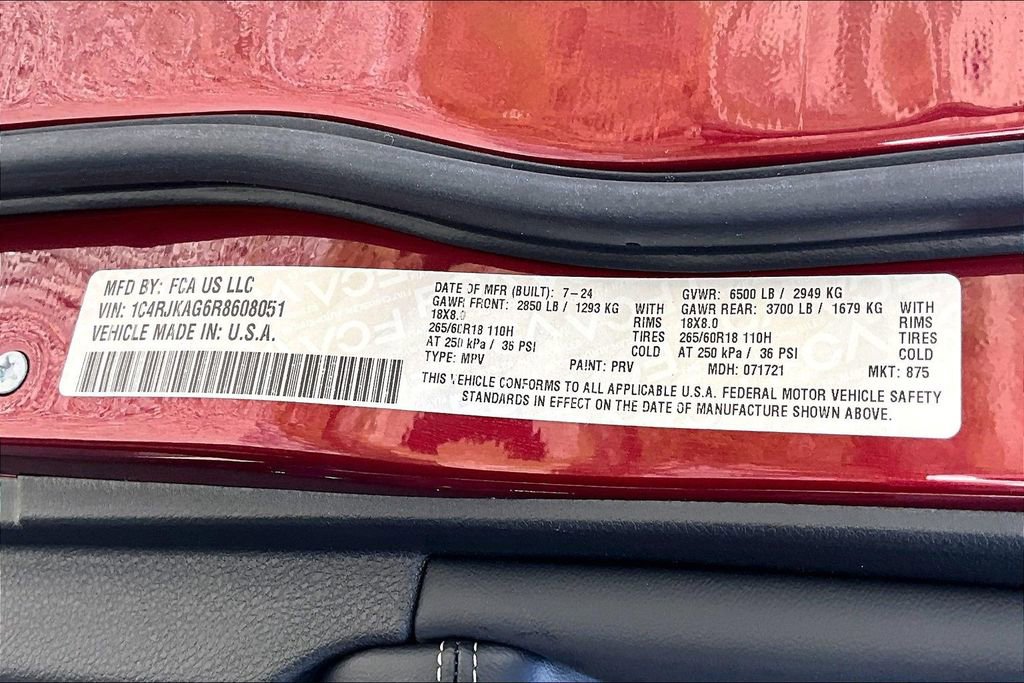 MFD BY: FCA US LLC
VIN: 1C4RJKAG6R8608051
VEHICLE MADE IN: U.S.A.
DATE OF MFR (BUILT): 7-24
GAWR FRONT: 2850 LB / 1293 KG WITH
18X8.0 RIMS
265/60R18 110H TIRES
AT 250 kPa / 36 PSI COLD
TYPE: MPV PAINT: PRV
GVWR: 6500 LB / 2949 KG
GAWR REAR: 3700 LB / 1679 KG WITH
18X8.0 RIMS
265/60R18 110H TIRES
AT 250 kPa / 36 PSI COLD
MDH: 071721 MKT: 875
THIS VEHICLE CONFORMS TO ALL APPLICABLE U.S.A. FEDERAL MOTOR VEHICLE SAFETY
STANDARDS IN EFFECT ON THE DATE OF MANUFACTURE SHOWN ABOVE.